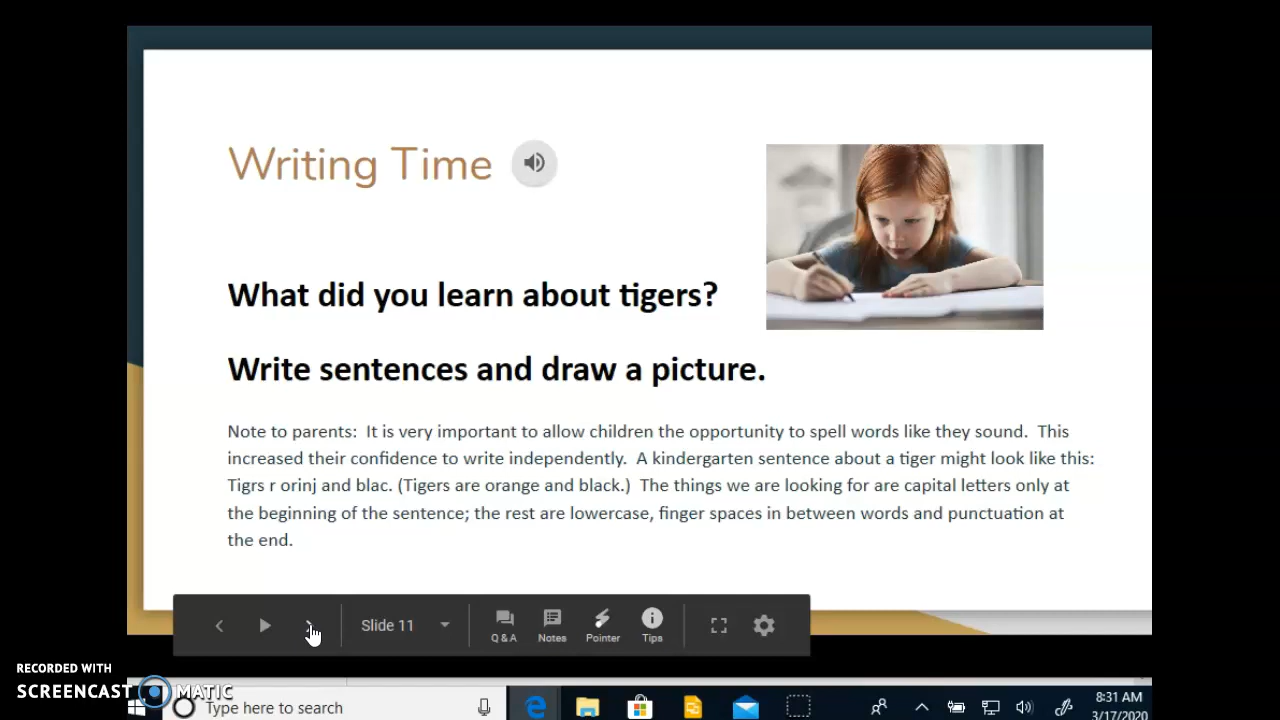 Writing Time
What did you learn about tigers?
Write sentences and draw a picture.
Note to parents:  It is very important to allow children the opportunity to spell words like they sound.  This
increased their confidence to write independently.  A kindergarten sentence about a tiger might look like this:
Tigrs r orinj and blac. (Tigers are orange and black.)  The things we are looking for are capital letters only at
the beginning of the sentence; the rest are lowercase, finger spaces in between words and punctuation at
the end.
Slide 11
Q & A
Notes
Pointer
Tips
RECORDED WITH
SCREENCAST MATIC
Type here to search
8:31 AM
3/17/2020